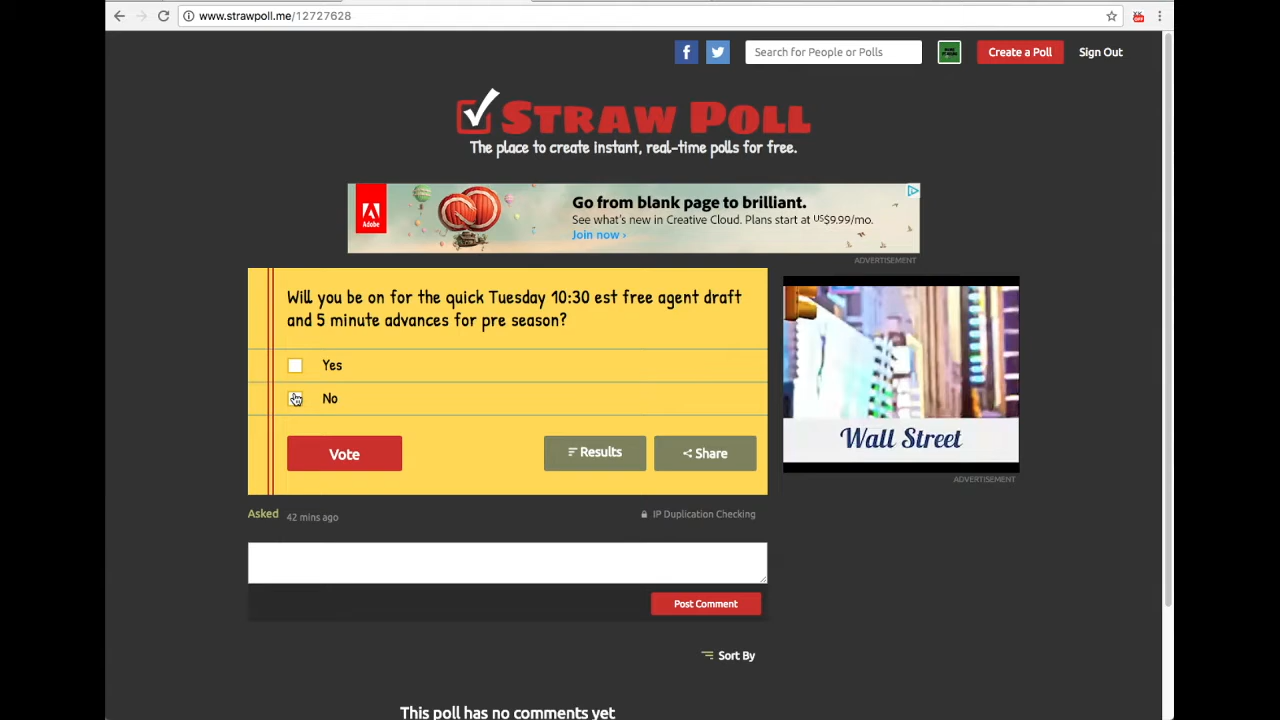 www.strawpoll.me/12727628
Search for People or Polls
Create a Poll
Sign Out
STRAW POLL
The place to create instant, real-time polls for free.
Adobe
Go from blank page to brilliant.
See what's new in Creative Cloud. Plans start at US$9.99/mo.
Join now ›
ADVERTISEMENT
Will you be on for the quick Tuesday 10:30 est free agent draft
and 5 minute advances for pre season?
Yes
No
Vote
Results
Share
Wall Street
ADVERTISEMENT
Asked 42 mins ago
IP Duplication Checking
Post Comment
Sort By
This poll has no comments yet